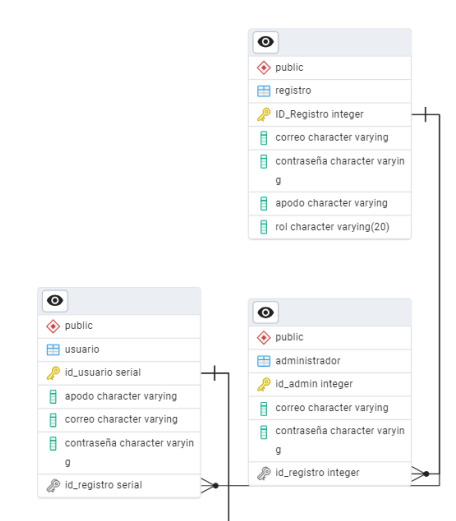 public
registro
ID_Registro integer
correo character varying
contraseña character varyin
g
apodo character varying
rol character varying(20)
public
usuario
id_usuario serial
apodo character varying
correo character varying
contraseña character varyin
g
id_registro serial
public
administrador
id_admin integer
correo character varying
contraseña character varyin
g
id_registro integer